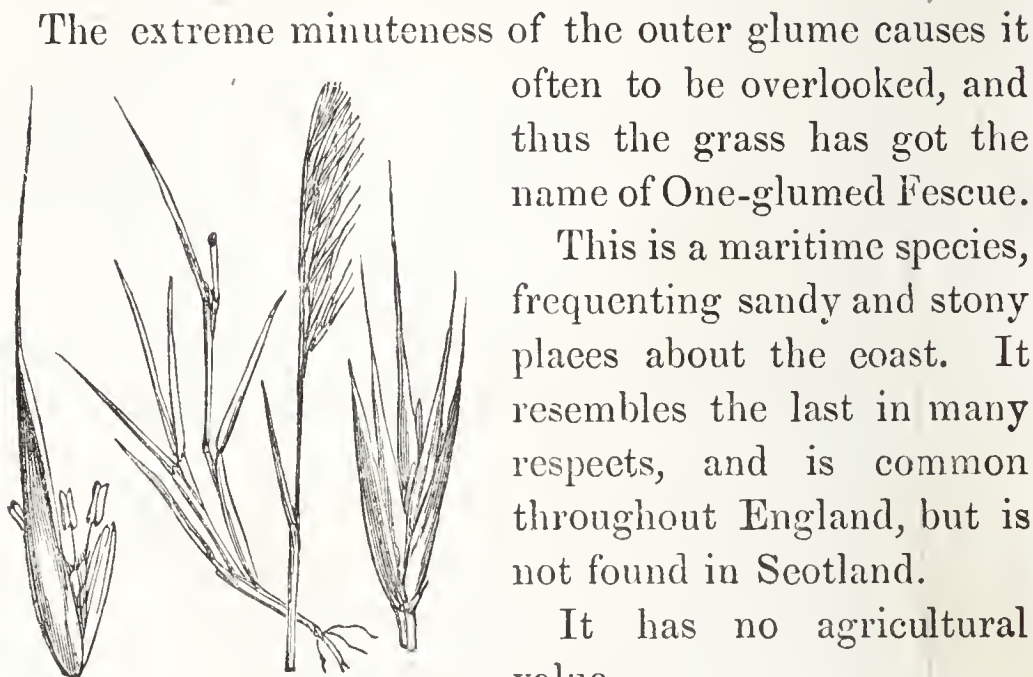 The extreme minuteness of the outer glume causes it
often to be overlooked, and
thus the grass has got the
name of One-glumed Fescue.
This is a maritime species,
frequenting sandy and stony
places about the coast. It
resembles the last in many
respects, and is common
throughout England, but is
not found in Scotland.
It has no agricultural
value.